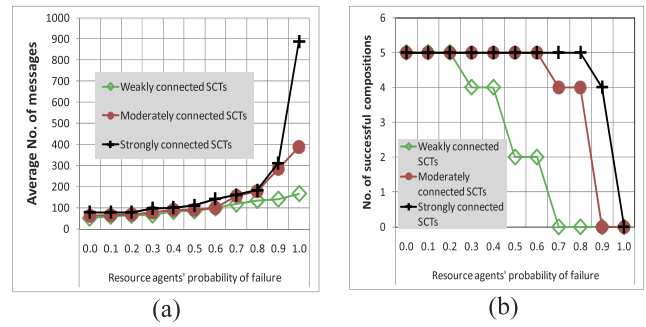 1000
900
800
700
600
500
400
300
200
100
0
Average No. of messages
Weakly connected SCTs
Moderately connected SCTs
Strongly connected SCTs
0.0 0.1 0.2 0.3 0.4 0.5 0.6 0.7 0.8 0.9 1.0
Resource agents' probability of failure
(a)
6
5
4
3
2
1
0
No. of successful compositions
Weakly connected
SCTs
Moderately
connected SCTs
Strongly connected
SCTs
0.0 0.1 0.2 0.3 0.4 0.5 0.6 0.7 0.8 0.9 1.0
Resource agents' probability of failure
(b)